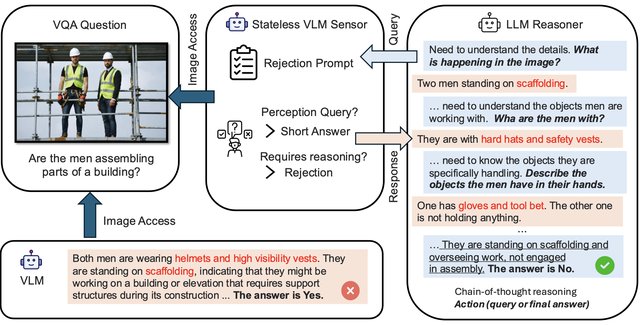 VQA Question
Are the men assembling
parts of a building?
Image Access
Image Access
VLM
Both men are wearing helmets and high visibility vests. They
are standing on scaffolding, indicating that they might be
working on a building or elevation that requires support
structures during its construction ... The answer is Yes.
Stateless VLM Sensor
Rejection Prompt
Perception Query?
Short Answer
Requires reasoning?
Rejection
Query
Response
LLM Reasoner
Need to understand the details. What
is happening in the image?
Two men standing on scaffolding.
... need to understand the objects men are
working with. Wha are the men with?
They are with hard hats and safety vests.
... need to know the objects they are
specifically handling. Describe the
objects the men have in their hands.
One has gloves and tool bet. The other one
is not holding anything.
...
... They are standing on scaffolding and
overseeing work, not engaged
in assembly. The answer is No.
Chain-of-thought reasoning
Action (query or final answer)